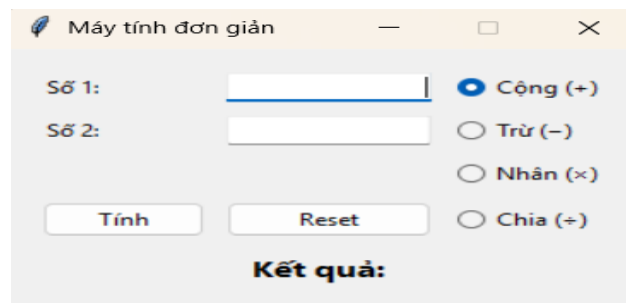 Máy tính đơn giản
Số 1:
Cộng (+)
Số 2:
Trừ (−)
Nhân (×)
Tính
Reset
Chia (÷)
Kết quả: